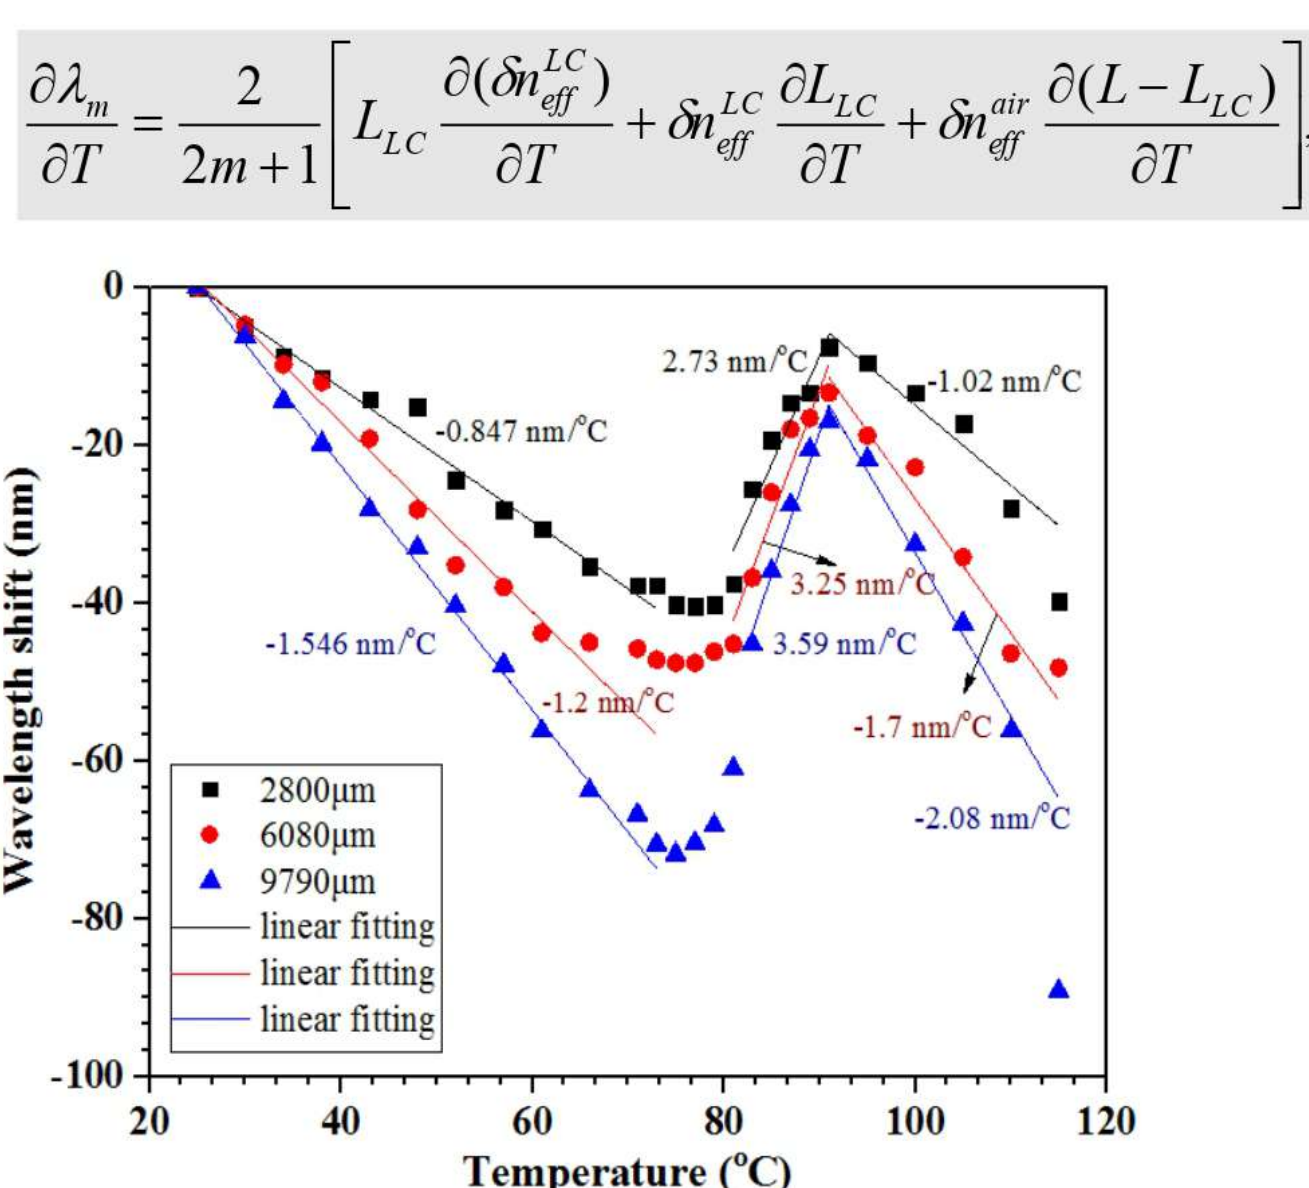 ∂λ_m/∂T = 2/(2m+1) [ L_LC ∂(δn_eff^LC)/∂T + δn_eff^LC ∂L_LC/∂T + δn_eff^air ∂(L − L_LC)/∂T ],
0
2.73 nm/°C
-1.02 nm/°C
-0.847 nm/°C
-20
Wavelength shift (nm)
3.25 nm/°C
-40
-1.546 nm/°C
3.59 nm/°C
-1.2 nm/°C
-1.7 nm/°C
-60
2800μm
-2.08 nm/°C
6080μm
9790μm
-80
linear fitting
linear fitting
linear fitting
-100
20 40 60 80 100 120
Temperature (°C)